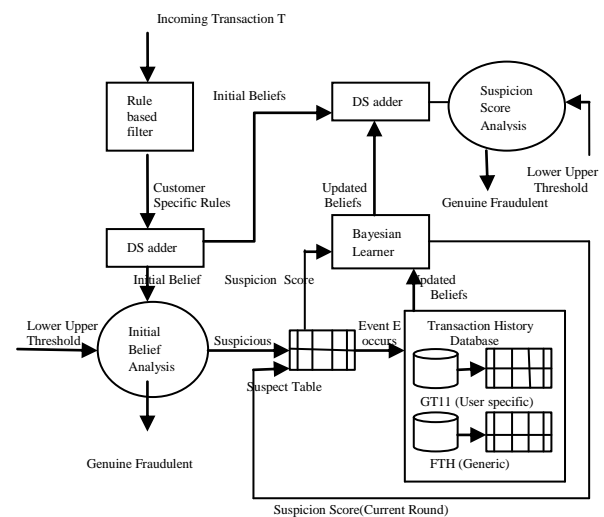 Incoming Transaction T
Rule
based
filter
Initial Beliefs
DS adder
Suspicion
Score
Analysis
Customer
Specific Rules
Updated
Beliefs
Lower Upper
Threshold
Genuine Fraudulent
DS adder
Bayesian
Learner
Initial Belief
Suspicion Score
Updated
Beliefs
Lower Upper
Threshold
Initial
Belief
Analysis
Suspicious
Event E
occurs
Transaction History
Database
Suspect Table
GT11 (User specific)
FTH (Generic)
Genuine Fraudulent
Suspicion Score(Current Round)